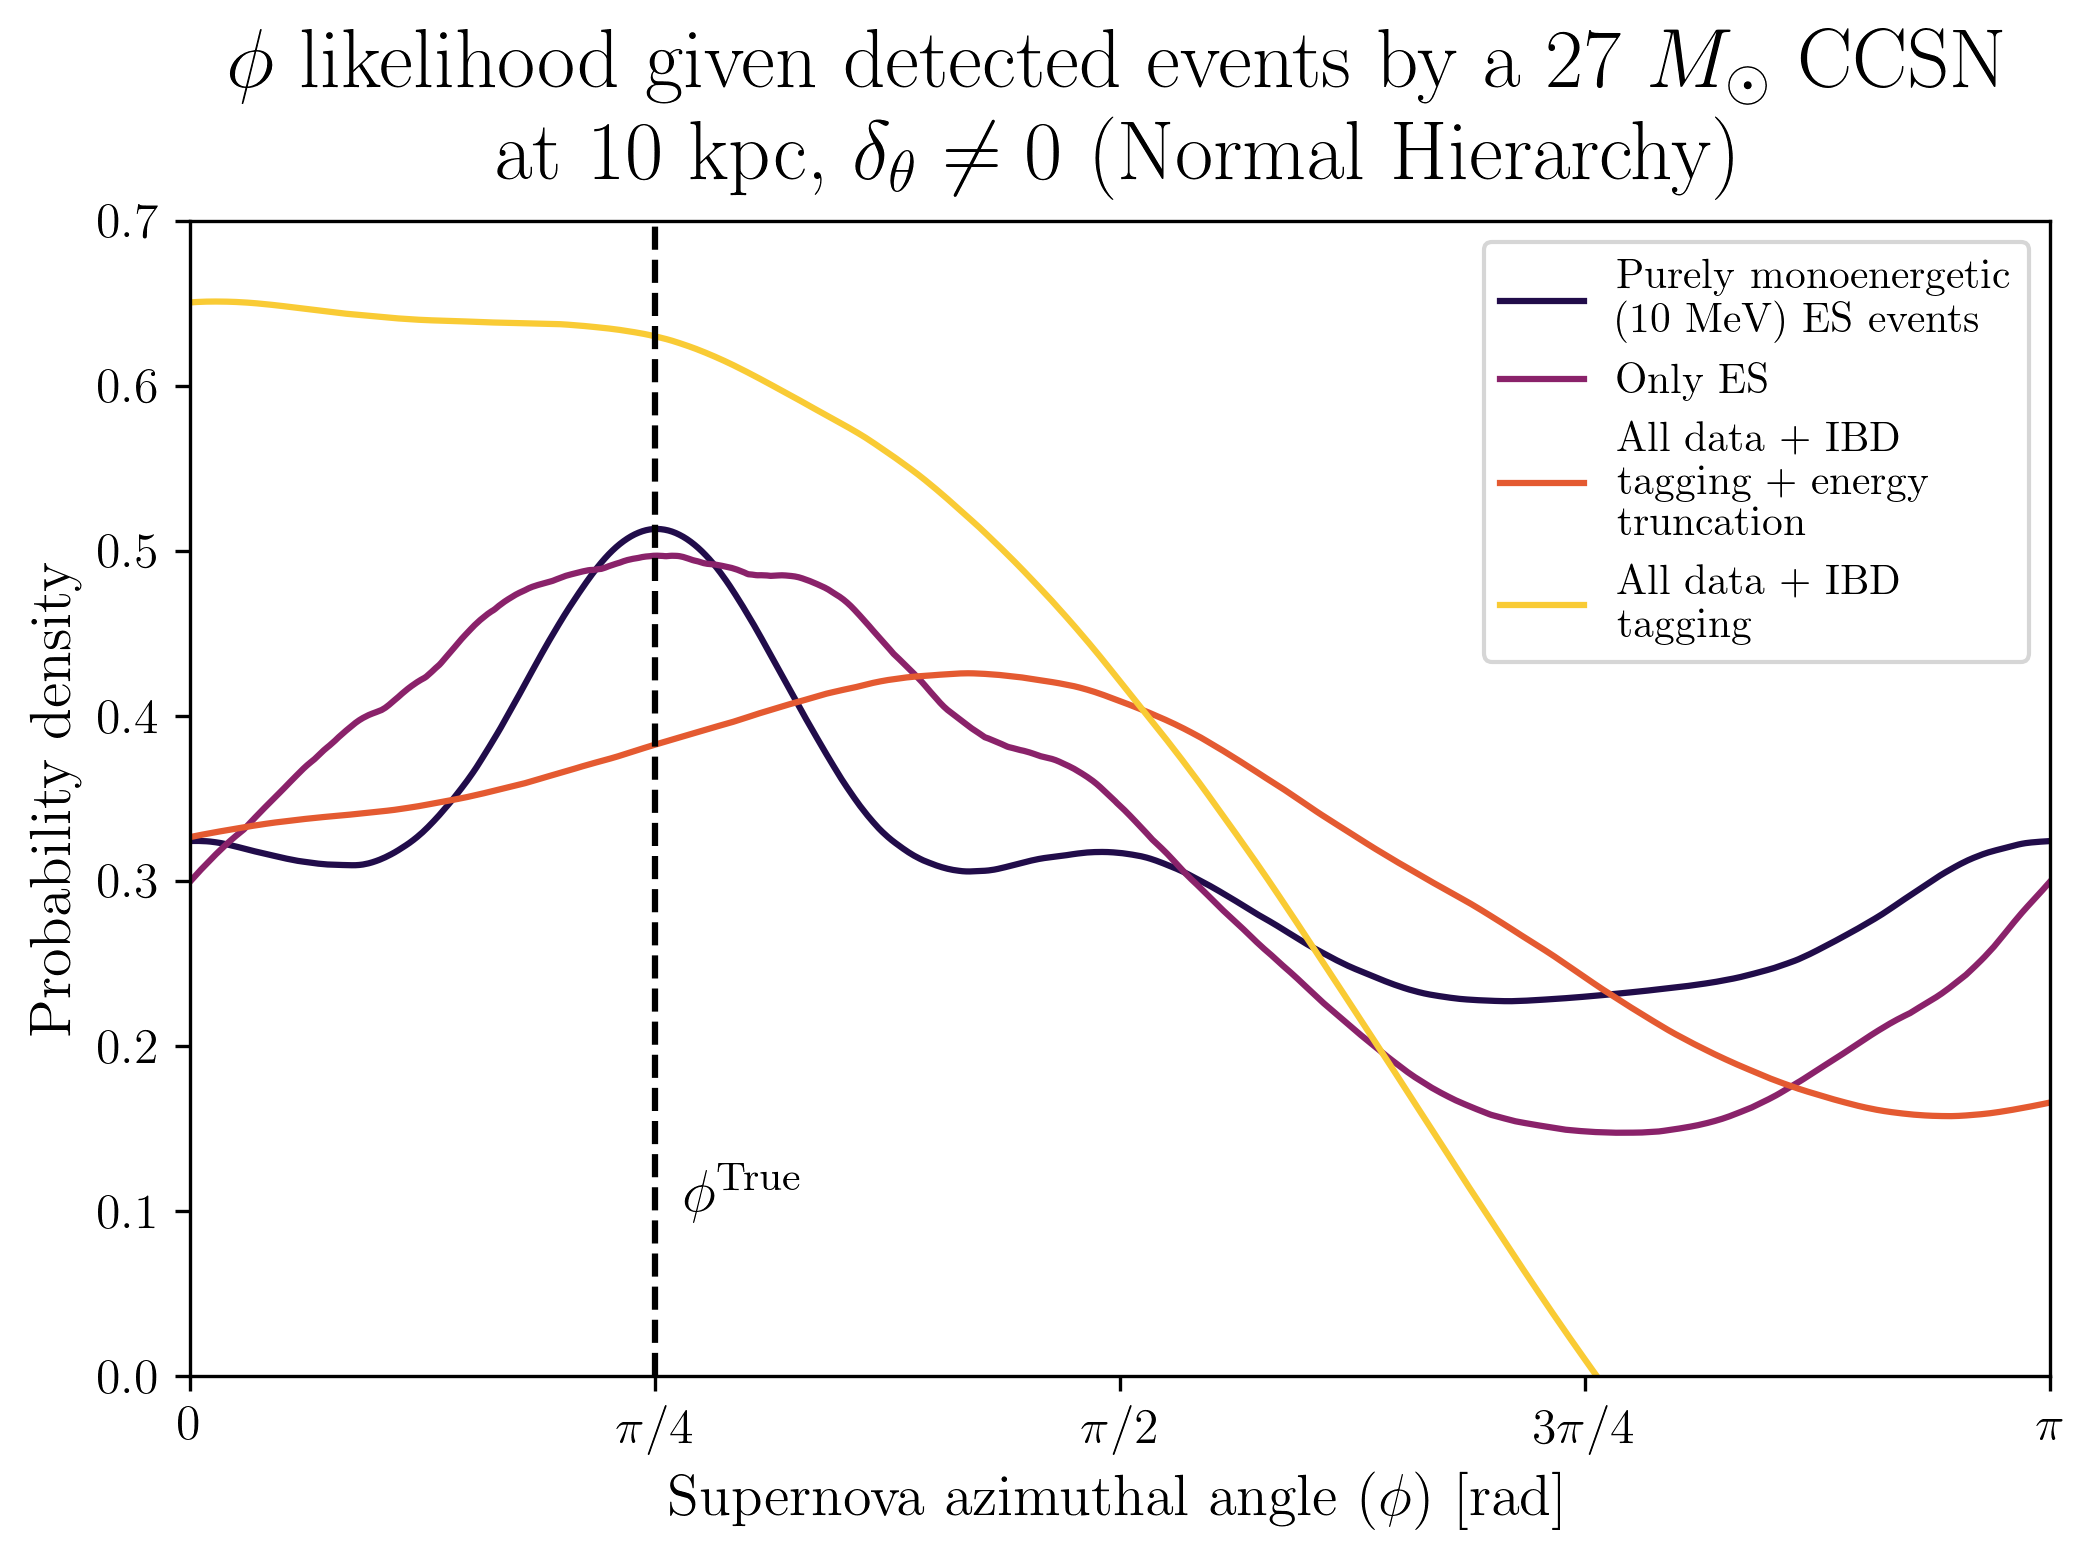 ϕ likelihood given detected events by a 27 M⊙ CCSN
at 10 kpc, δθ ≠ 0 (Normal Hierarchy)
0.7
0.6
0.5
0.4
0.3
0.2
0.1
0.0
Probability density
Purely monoenergetic
(10 MeV) ES events
Only ES
All data + IBD
tagging + energy
truncation
All data + IBD
tagging
ϕ^True
0
π/4
π/2
3π/4
π
Supernova azimuthal angle (ϕ) [rad]